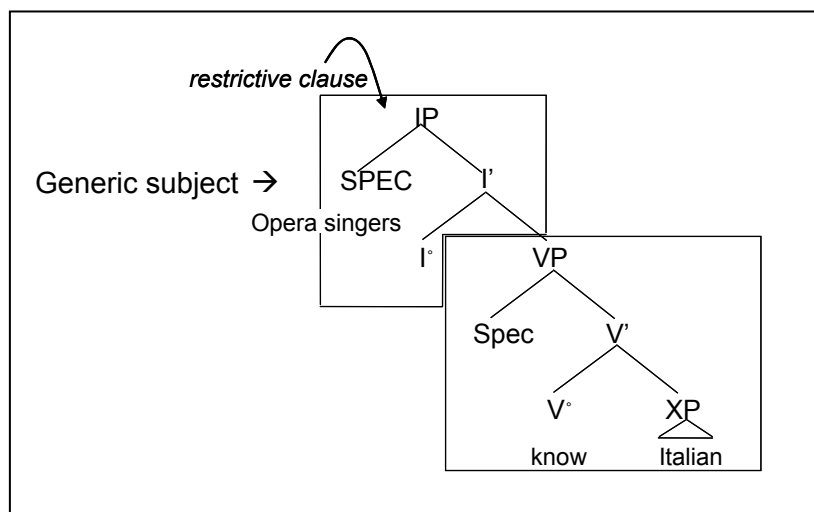 restrictive clause
IP
Generic subject → SPEC I’
Opera singers
I° VP
Spec V’
V° XP
know Italian